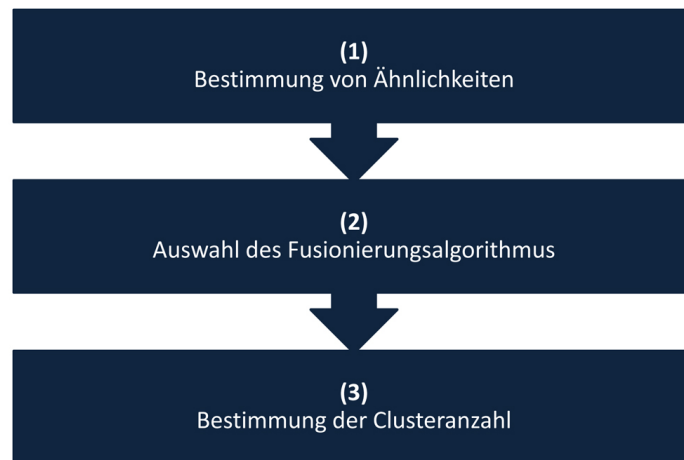 (1)
Bestimmung von Ähnlichkeiten
(2)
Auswahl des Fusionierungsalgorithmus
(3)
Bestimmung der Clusteranzahl